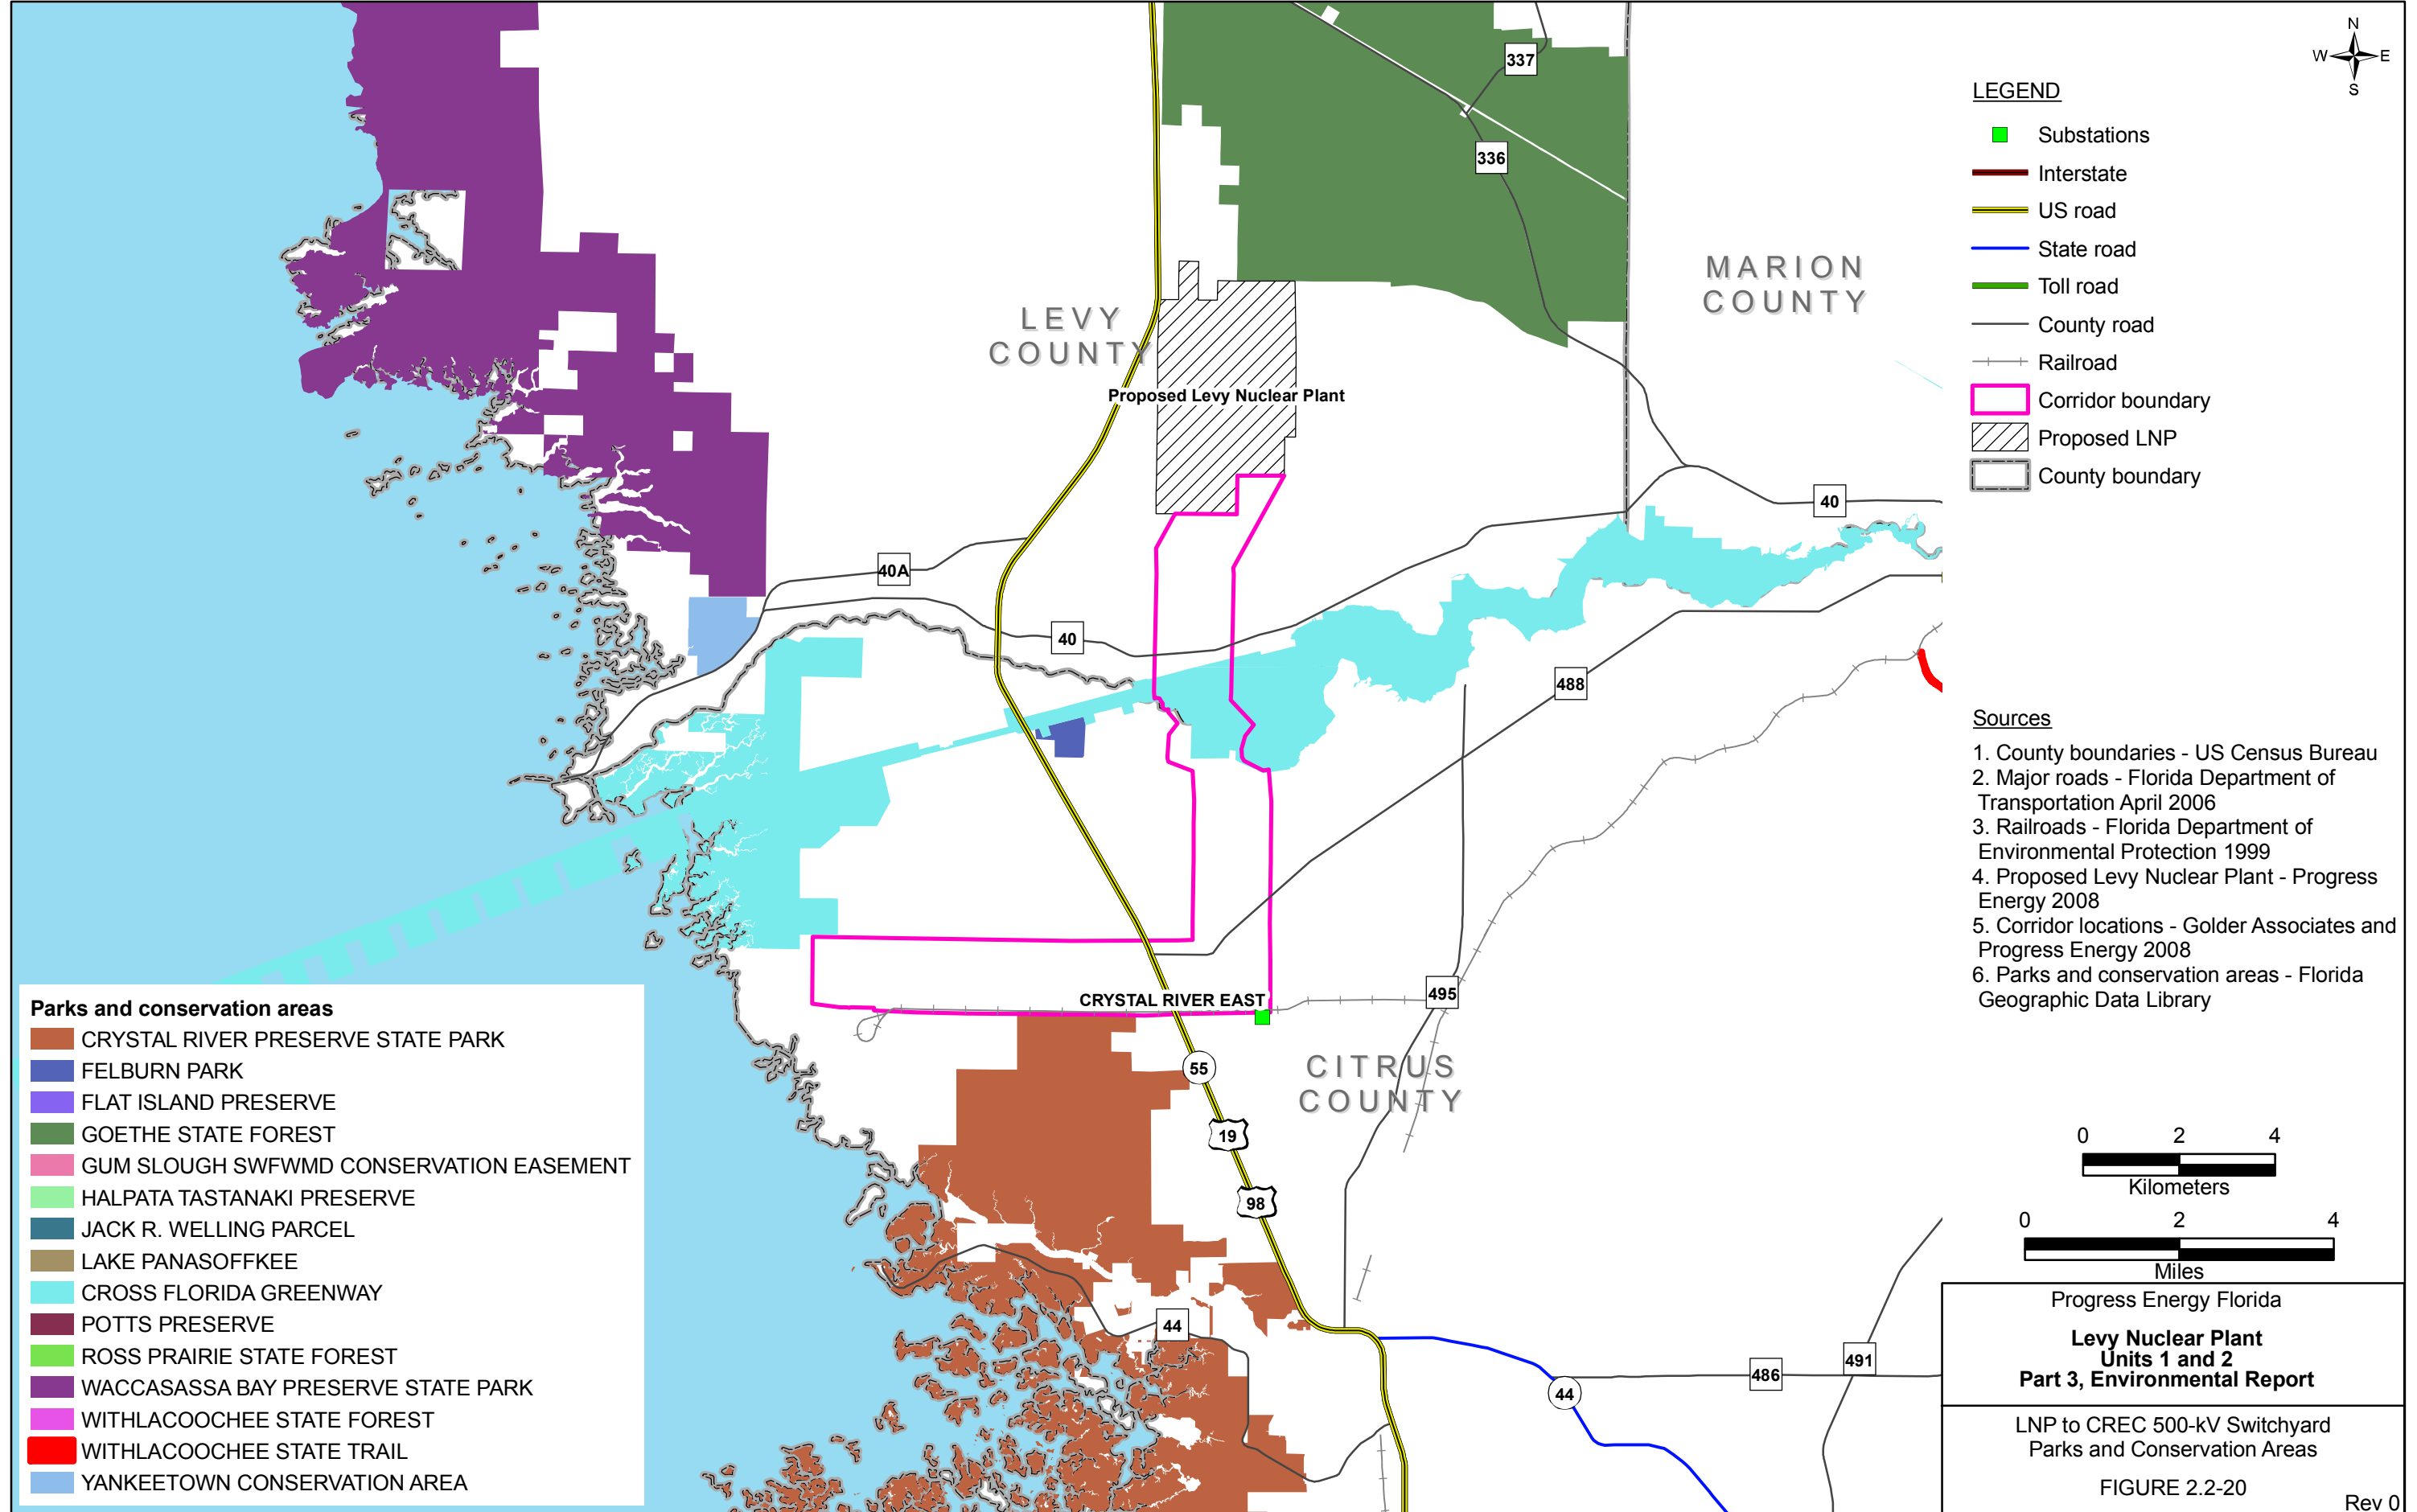 N
W E
S
LEGEND
Substations
Interstate
US road
State road
Toll road
County road
Railroad
Corridor boundary
Proposed LNP
County boundary
337
336
MARION
COUNTY
LEVY
COUNTY
Proposed Levy Nuclear Plant
40
40A
40
488
Sources
1. County boundaries - US Census Bureau
2. Major roads - Florida Department of
Transportation April 2006
3. Railroads - Florida Department of
Environmental Protection 1999
4. Proposed Levy Nuclear Plant - Progress
Energy 2008
5. Corridor locations - Golder Associates and
Progress Energy 2008
6. Parks and conservation areas - Florida
Geographic Data Library
CRYSTAL RIVER EAST
495
55
CITRUS
COUNTY
19
98
44
44
486
491
Parks and conservation areas
CRYSTAL RIVER PRESERVE STATE PARK
FELBURN PARK
FLAT ISLAND PRESERVE
GOETHE STATE FOREST
GUM SLOUGH SWFWMD CONSERVATION EASEMENT
HALPATA TASTANAKI PRESERVE
JACK R. WELLING PARCEL
LAKE PANASOFFKEE
CROSS FLORIDA GREENWAY
POTTS PRESERVE
ROSS PRAIRIE STATE FOREST
WACCASASSA BAY PRESERVE STATE PARK
WITHLACOOCHEE STATE FOREST
WITHLACOOCHEE STATE TRAIL
YANKEETOWN CONSERVATION AREA
0 2 4
Kilometers
0 2 4
Miles
Progress Energy Florida
Levy Nuclear Plant
Units 1 and 2
Part 3, Environmental Report
LNP to CREC 500-kV Switchyard
Parks and Conservation Areas
FIGURE 2.2-20
Rev 0